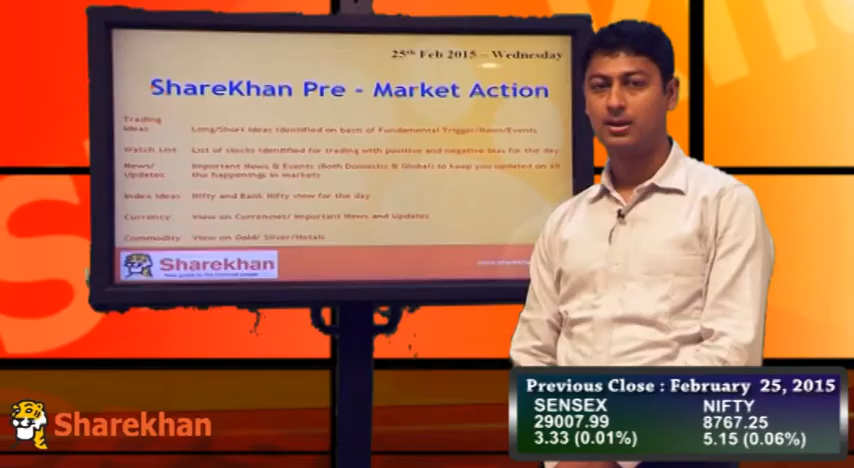 25th Feb 2015 – Wednesday
ShareKhan Pre - Market Action
Trading
Ideas
Long/Short Ideas identified on basis of Fundamental Trigger/News/Events
Watch List
List of stocks identified for trading with positive and negative bias for the day
News/
Updates
Important News & Events (Both Domestic & Global) to keep you updated on all
the happenings in markets
Index Ideas
Nifty and Bank Nifty view for the day
Currency
View on Currencies/ Important News and Updates
Commodity
View on Gold/ Silver/Metals
Sharekhan
Sharekhan
Previous Close : February 25, 2015
SENSEX NIFTY
29007.99 8767.25
3.33 (0.01%) 5.15 (0.06%)